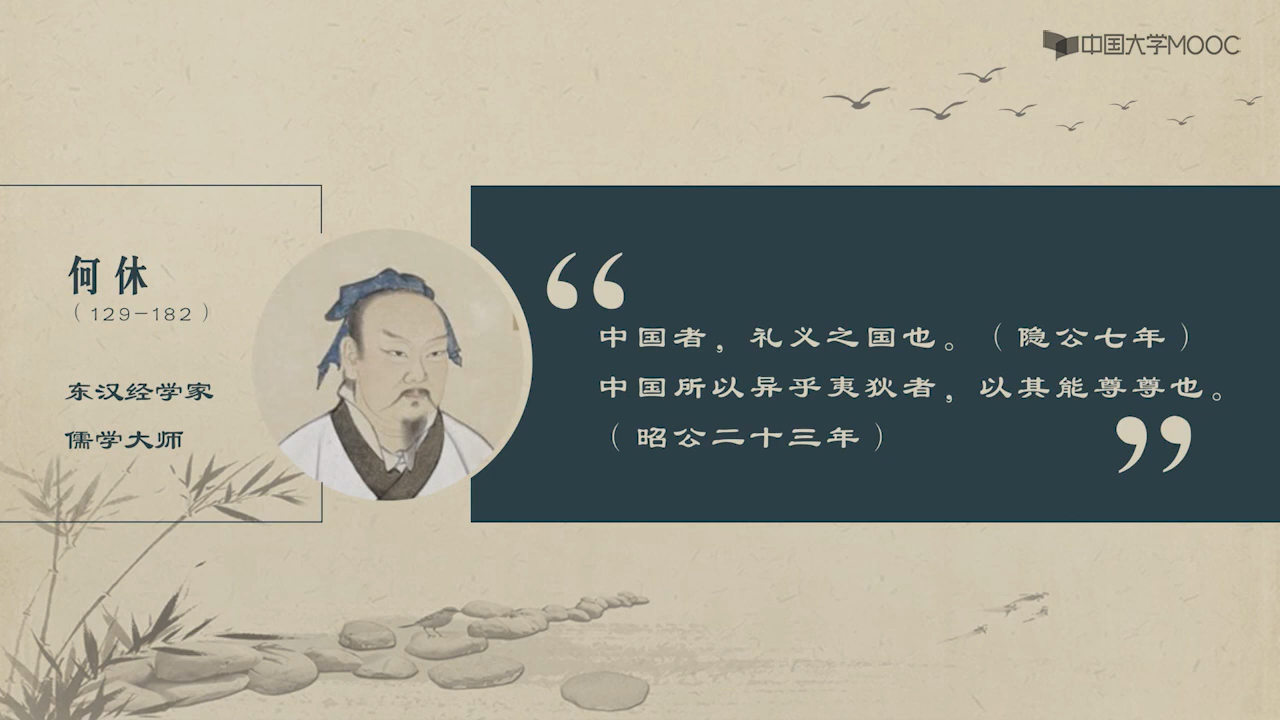 中国大学MOOC
何休
（129-182）
东汉经学家
儒学大师
“
中国者，礼义之国也。（隐公七年）
中国所以异乎夷狄者，以其能尊尊也。
（昭公二十三年）
”